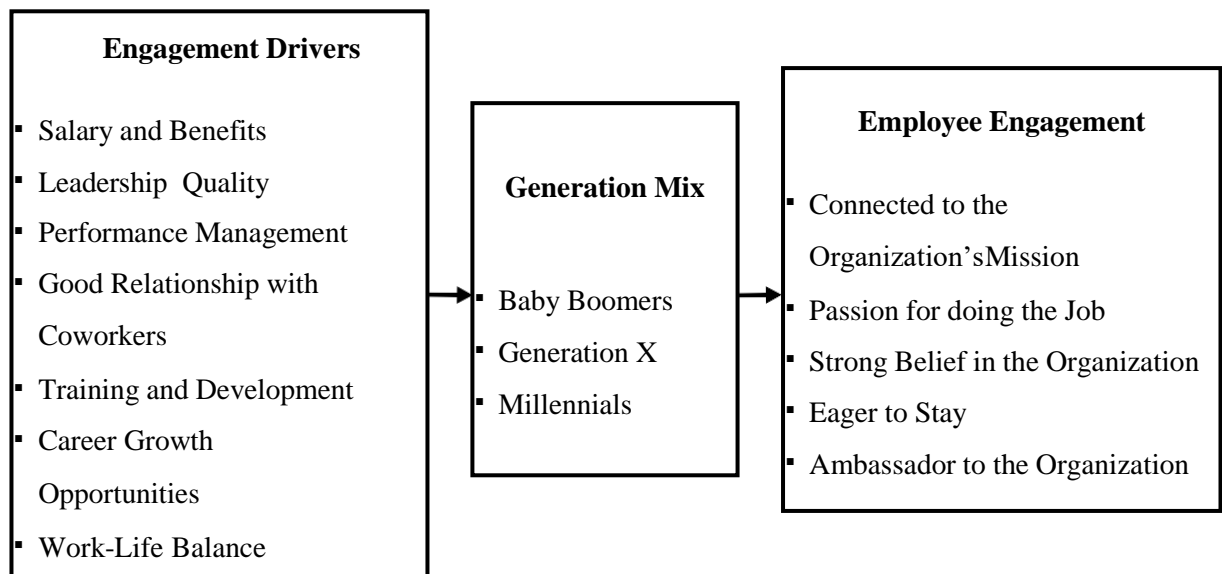 Engagement Drivers
▪ Salary and Benefits
▪ Leadership Quality
▪ Performance Management
▪ Good Relationship with
Coworkers
▪ Training and Development
▪ Career Growth
Opportunities
▪ Work-Life Balance
Generation Mix
▪ Baby Boomers
▪ Generation X
▪ Millennials
Employee Engagement
▪ Connected to the
Organization'sMission
▪ Passion for doing the Job
▪ Strong Belief in the Organization
▪ Eager to Stay
▪ Ambassador to the Organization